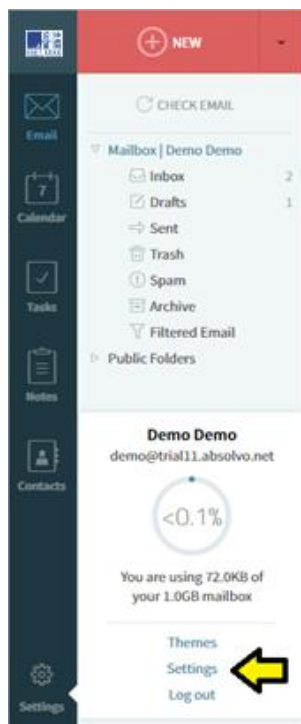 NEW
Email
7
Calendar
Tasks
Notes
Contacts
Settings
CHECK EMAIL
Mailbox | Demo Demo
Inbox 2
Drafts 1
Sent
Trash
Spam
Archive
Filtered Email
Public Folders
Demo Demo
demo@trial11.absolvo.net
<0.1%
You are using 72.0KB of
your 1.0GB mailbox
Themes
Settings
Log out